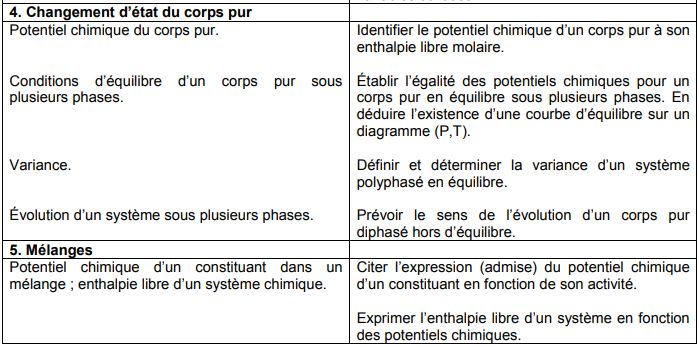 4. Changement d'état du corps pur
Potentiel chimique du corps pur.
Identifier le potentiel chimique d'un corps pur à son
enthalpie libre molaire.
Conditions d'équilibre d'un corps pur sous
plusieurs phases.
Établir l'égalité des potentiels chimiques pour un
corps pur en équilibre sous plusieurs phases. En
déduire l'existence d'une courbe d'équilibre sur un
diagramme (P,T).
Variance.
Définir et déterminer la variance d'un système
polyphasé en équilibre.
Évolution d'un système sous plusieurs phases.
Prévoir le sens de l'évolution d'un corps pur
diphasé hors d'équilibre.
5. Mélanges
Potentiel chimique d'un constituant dans un
mélange ; enthalpie libre d'un système chimique.
Citer l'expression (admise) du potentiel chimique
d'un constituant en fonction de son activité.
Exprimer l'enthalpie libre d'un système en fonction
des potentiels chimiques.